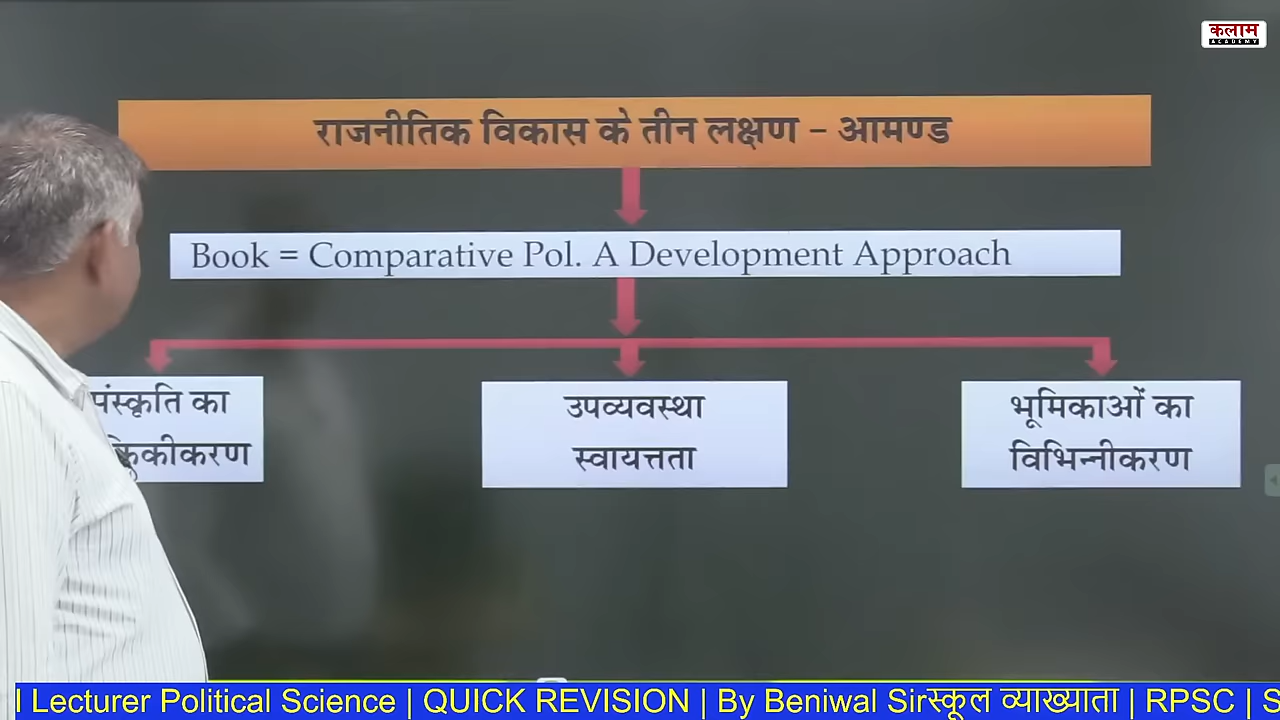 कलाम
ACADEMY
राजनीतिक विकास के तीन लक्षण – आमण्ड
Book = Comparative Pol. A Development Approach
का
उपव्यवस्था
स्वायत्तता
भूमिकाओं का
विभिन्नीकरण
Lecturer Political Science | QUICK REVISION | By Beniwal Sirस्कूल व्याख्याता | RPSC |